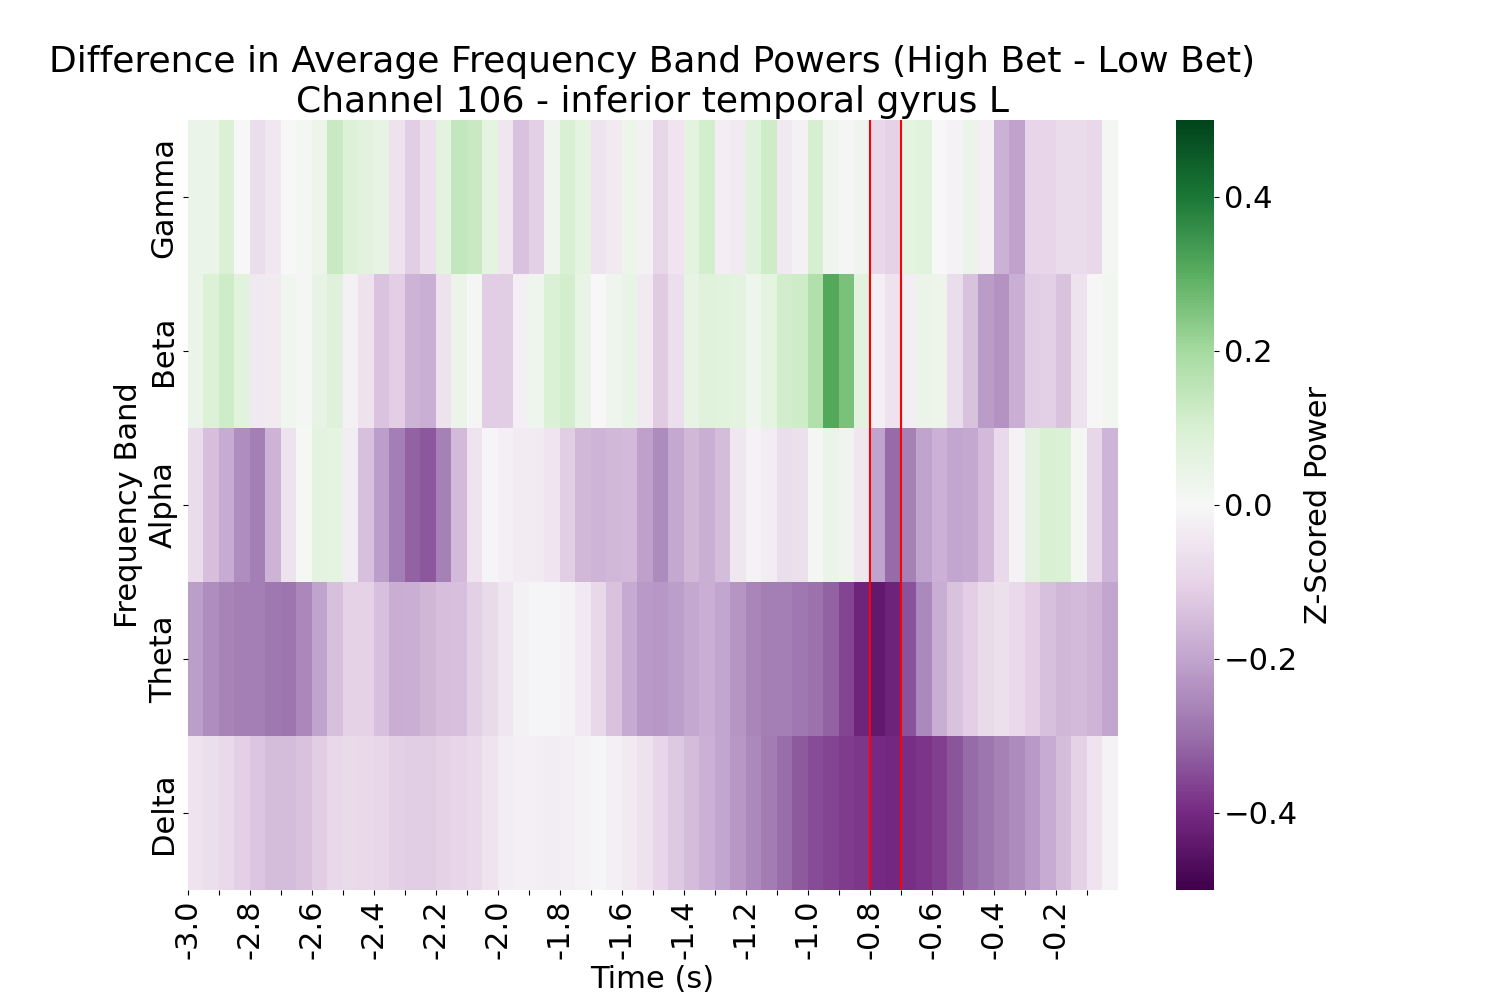 Difference in Average Frequency Band Powers (High Bet - Low Bet)
Channel 106 - inferior temporal gyrus L
Frequency Band
Gamma
Beta
Alpha
Theta
Delta
-3.0
-2.8
-2.6
-2.4
-2.2
-2.0
-1.8
-1.6
-1.4
-1.2
-1.0
-0.8
-0.6
-0.4
-0.2
Time (s)
0.4
0.2
0.0
−0.2
−0.4
Z-Scored Power